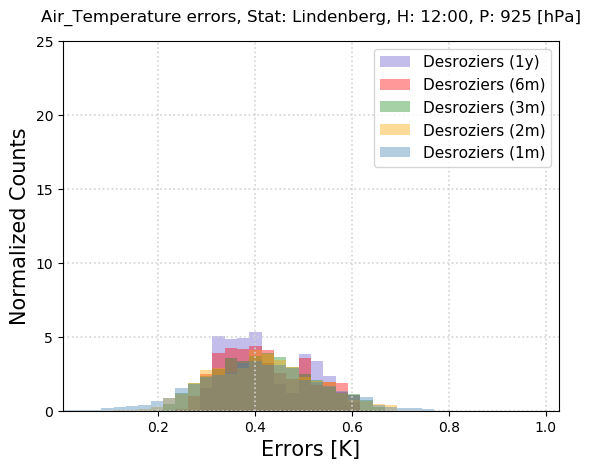 Air_Temperature errors, Stat: Lindenberg, H: 12:00, P: 925 [hPa]
25
20
15
10
5
0
Normalized Counts
Desroziers (1y)
Desroziers (6m)
Desroziers (3m)
Desroziers (2m)
Desroziers (1m)
0.2 0.4 0.6 0.8 1.0
Errors [K]